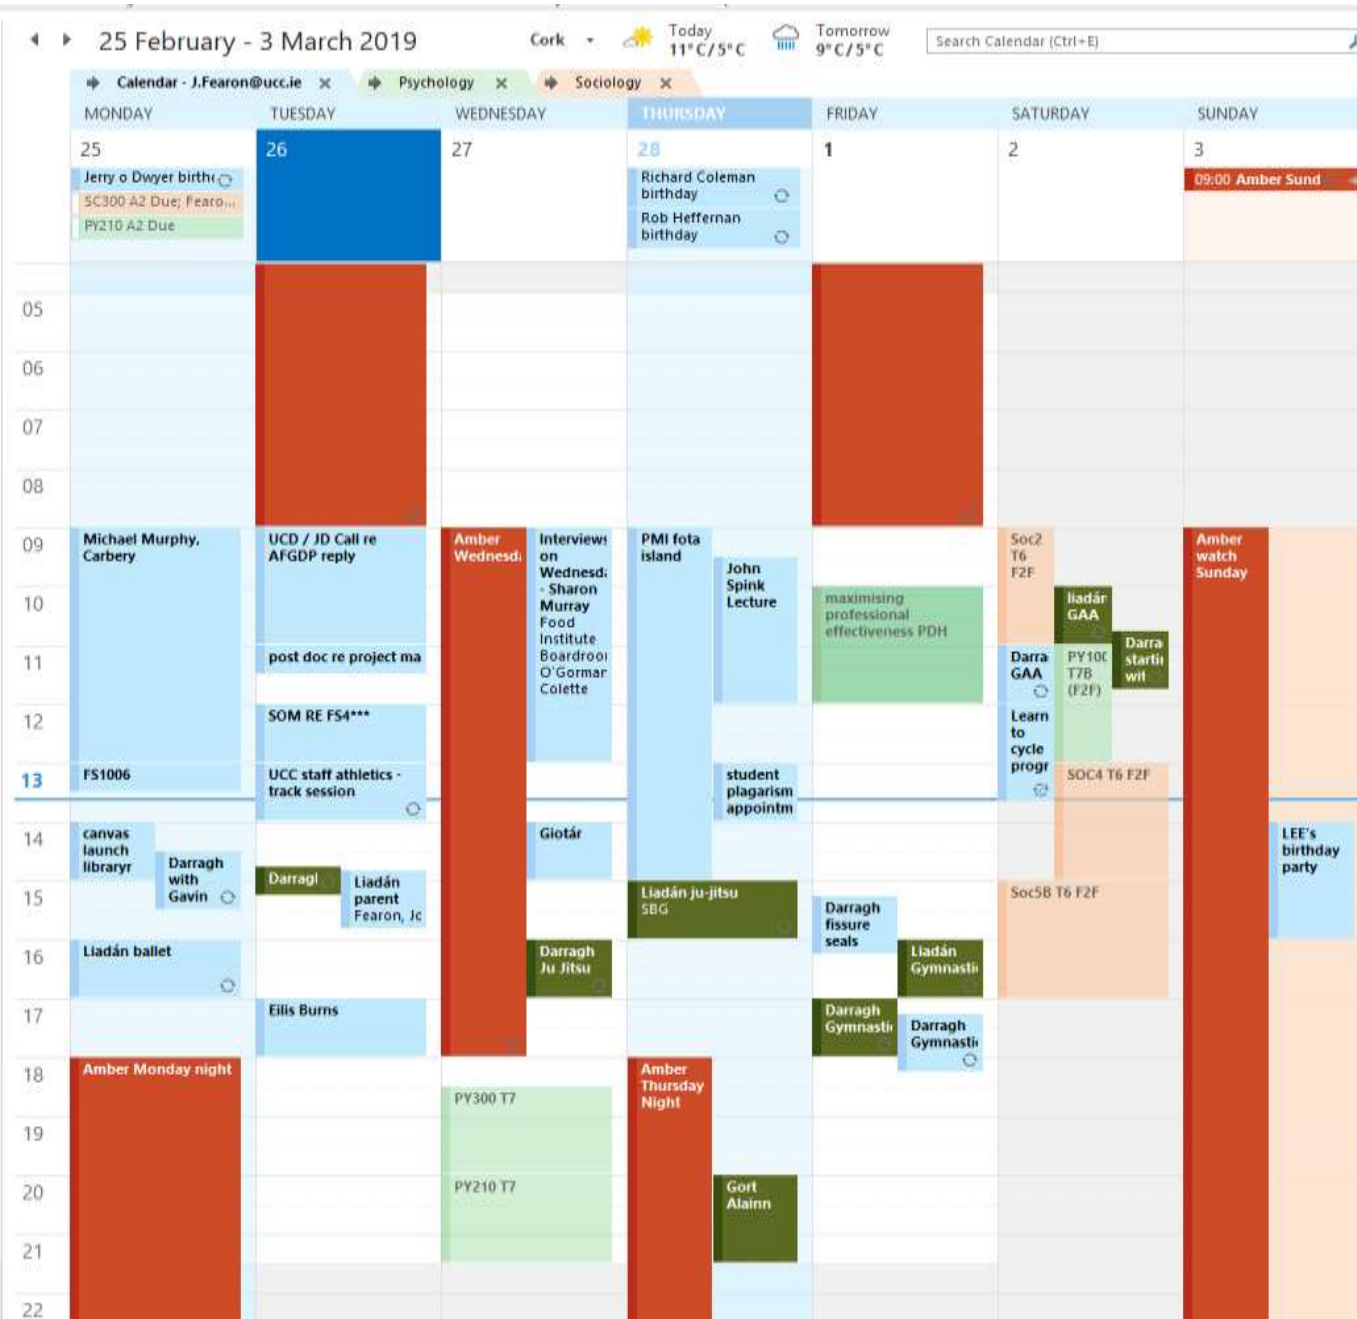 25 February - 3 March 2019
Cork
Today
11°C/5°C
Tomorrow
9°C/5°C
Search Calendar (Ctrl+E)
Calendar - J.Fearon@ucc.ie
Psychology
Sociology
MONDAY
TUESDAY
WEDNESDAY
THURSDAY
FRIDAY
SATURDAY
SUNDAY
25
26
27
28
1
2
3
Jerry o Dwyer birth
SC300 A2 Due; Fearo...
PY210 A2 Due
Richard Coleman
birthday
Rob Heffernan
birthday
09:00 Amber Sund
05
06
07
08
09
10
11
12
13
14
15
16
17
18
19
20
21
22
Michael Murphy,
Carbery
FS1006
canvas
launch
libraryr
Darragh
with
Gavin
Liadán ballet
Amber Monday night
UCD / JD Call re
AFGDP reply
post doc re project ma
SOM RE FS4***
UCC staff athletics -
track session
Darragl
Liadán
parent
Fearon, Jc
Eilis Burns
Amber
Wednesd
Interviews
on
Wednesd
- Sharon
Murray
Food
Institute
Boardroo
O'Gormar
Colette
Giotár
Darragh
Ju Jitsu
PY300 T7
PY210 T7
PMI fota
island
John
Spink
Lecture
student
plagarism
appointm
Liadán ju-jitsu
SBG
Amber
Thursday
Night
Gort
Alainn
maximising
professional
effectiveness PDH
Darragh
fissure
seals
Liadán
Gymnasti
Darragh
Gymnasti
Darragh
Gymnasti
Soc2
T6
F2F
liadár
GAA
Darra
startin
wit
Darra
GAA
PY10C
T7B
(F2F)
Learn
to
cycle
progr
SOC4 T6 F2F
Soc5B T6 F2F
Amber
watch
Sunday
LEE's
birthday
party